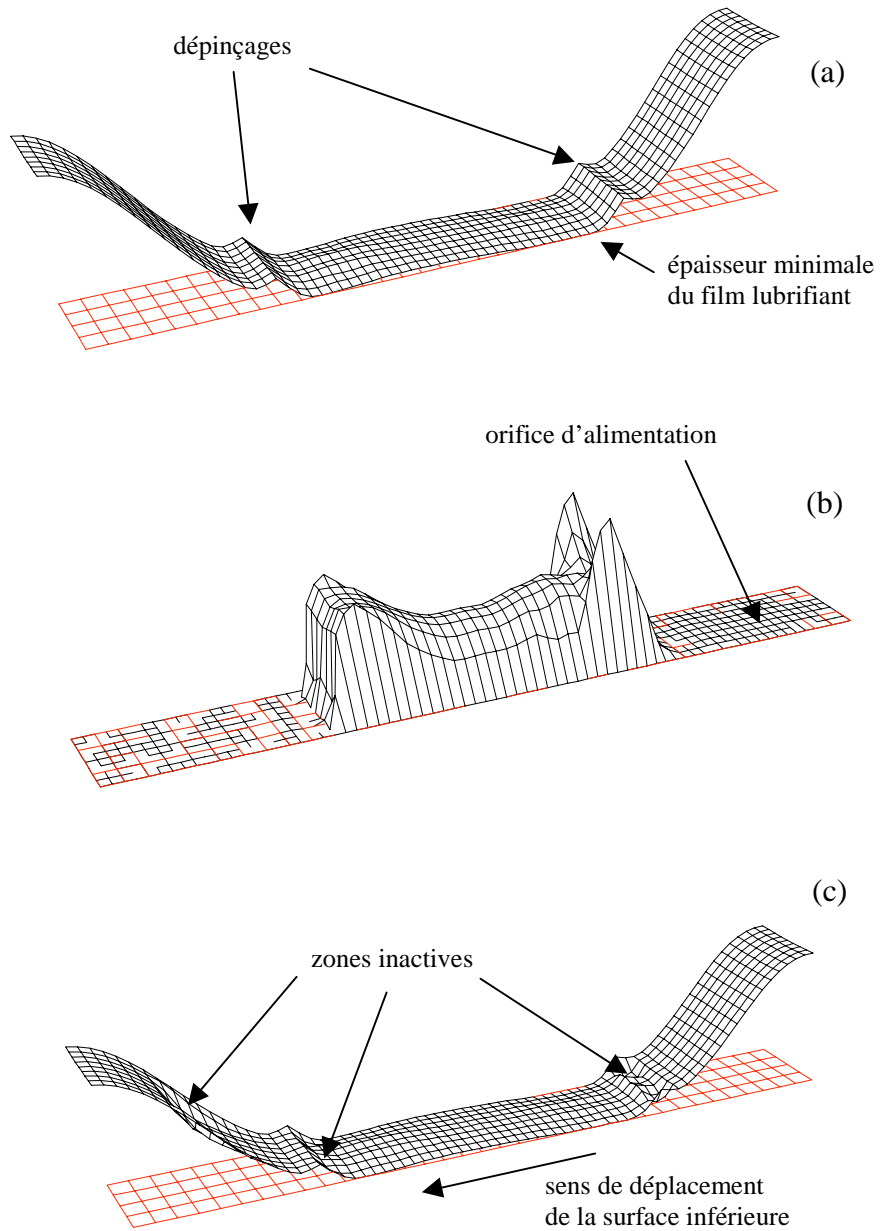 dépinçages
(a)
épaisseur minimale
du film lubrifiant
orifice d’alimentation
(b)
(c)
zones inactives
sens de déplacement
de la surface inférieure